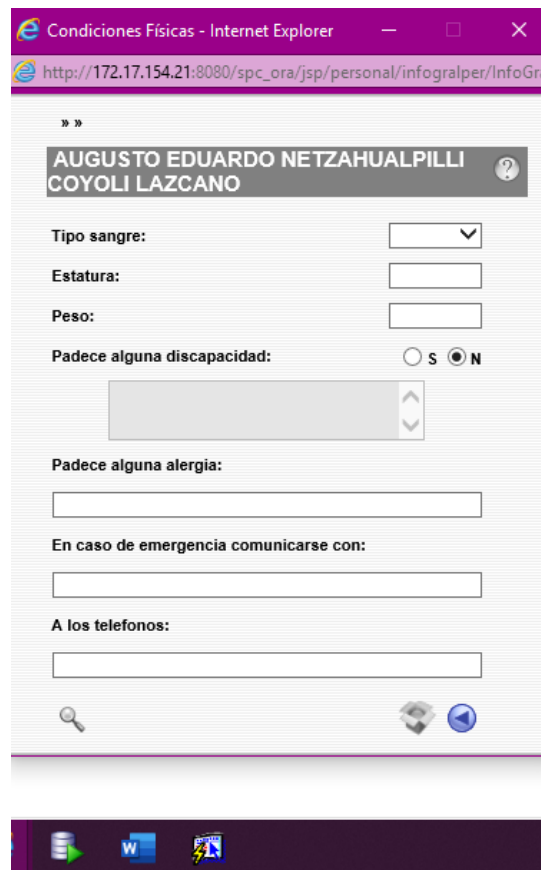 Condiciones Físicas - Internet Explorer
http://172.17.154.21:8080/spc_ora/jsp/personal/infogralper/InfoGr
» »
AUGUSTO EDUARDO NETZAHUALPILLI
COYOLI LAZCANO
?
Tipo sangre:
Estatura:
Peso:
Padece alguna discapacidad: S N
Padece alguna alergia:
En caso de emergencia comunicarse con:
A los telefonos:
W